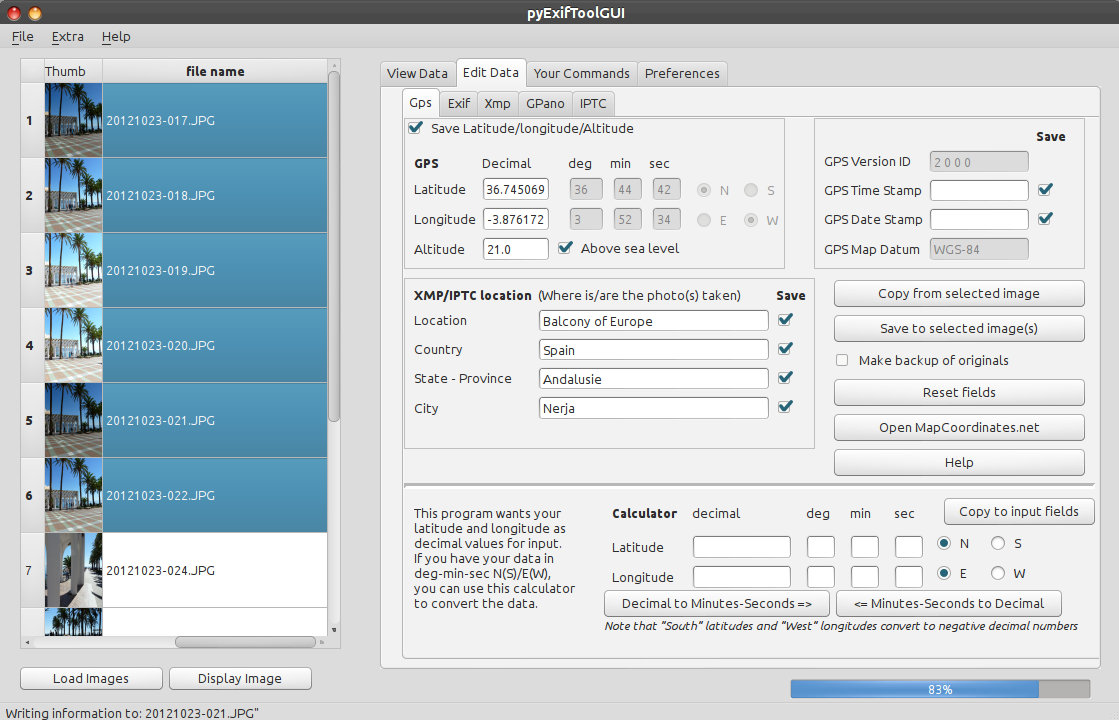 pyExifToolGUI
File Extra Help
Thumb file name
1 20121023-017.JPG
2 20121023-018.JPG
3 20121023-019.JPG
4 20121023-020.JPG
5 20121023-021.JPG
6 20121023-022.JPG
7 20121023-024.JPG
Load Images Display Image
View Data Edit Data Your Commands Preferences
Gps Exif Xmp GPano IPTC
Save Latitude/longitude/Altitude
GPS Decimal deg min sec
Latitude 36.745069 36 44 42 N S
Longitude -3.876172 3 52 34 E W
Altitude 21.0 Above sea level
Save
GPS Version ID 2 0 0 0
GPS Time Stamp
GPS Date Stamp
GPS Map Datum WGS-84
XMP/IPTC location (Where is/are the photo(s) taken) Save
Location Balcony of Europe
Country Spain
State - Province Andalusie
City Nerja
Copy from selected image
Save to selected image(s)
Make backup of originals
Reset fields
Open MapCoordinates.net
Help
This program wants your
latitude and longitude as
decimal values for input.
If you have your data in
deg-min-sec N(S)/E(W),
you can use this calculator
to convert the data.
Calculator decimal deg min sec Copy to input fields
Latitude N S
Longitude E W
Decimal to Minutes-Seconds => <= Minutes-Seconds to Decimal
Note that "South" latitudes and "West" longitudes convert to negative decimal numbers
83%
Writing information to: 20121023-021.JPG"